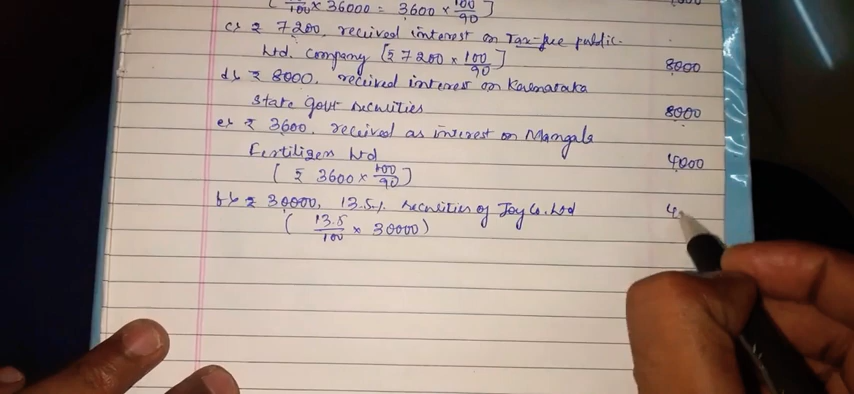 100 × 36000 = 3600 × 100/90 ]
c) ₹ 7200, received interest on Tax-free public
Ltd. Company [ ₹ 7200 × 100/90 ] 8000
d) ₹ 8000, received interest on Karnataka
State Govt securities 8000
e) ₹ 3600, received as interest on Mangala
Fertilizers Ltd 4000
[ ₹ 3600 × 100/90 ]
f) ₹ 30000, 13.5% securities of Joy Co. Ltd 4
( 13.5/100 × 30000 )